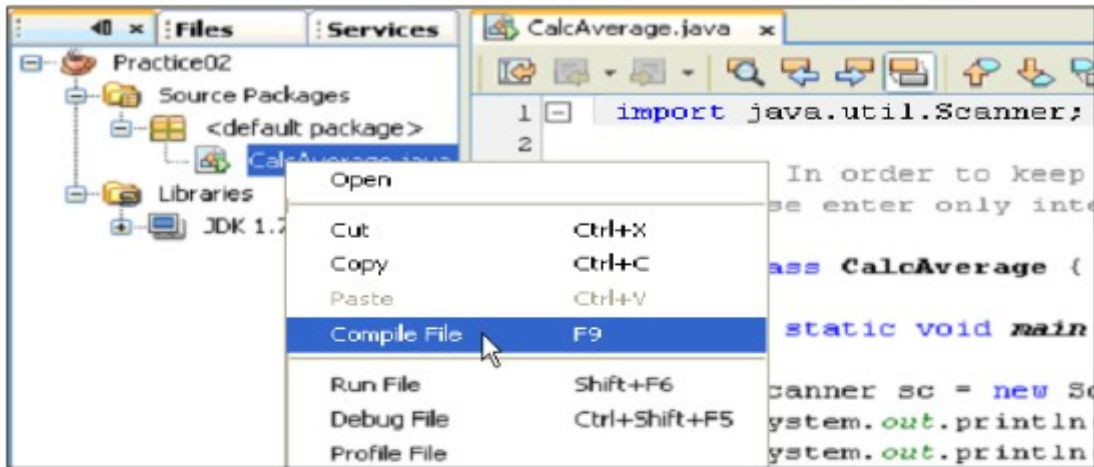 Files
Services
CalcAverage.java
Practice02
Source Packages
<default package>
CalcAverage.java
Libraries
JDK 1.7
1 import java.util.Scanner;
2
In order to keep
se enter only inte
ass CalcAverage {
static void main
canner sc = new Sc
ystem.out.println
ystem.out.println
Open
Cut Ctrl+X
Copy Ctrl+C
Paste Ctrl+V
Compile File F9
Run File Shift+F6
Debug File Ctrl+Shift+F5
Profile File